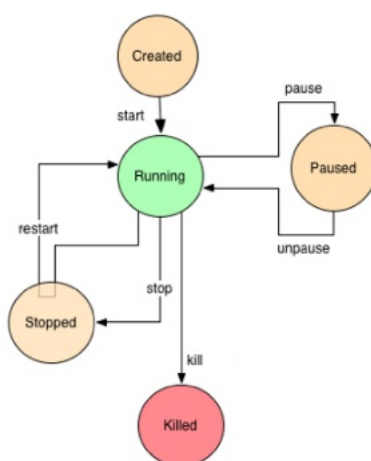 Created
start
pause
Running
Paused
restart
unpause
stop
Stopped
kill
Killed